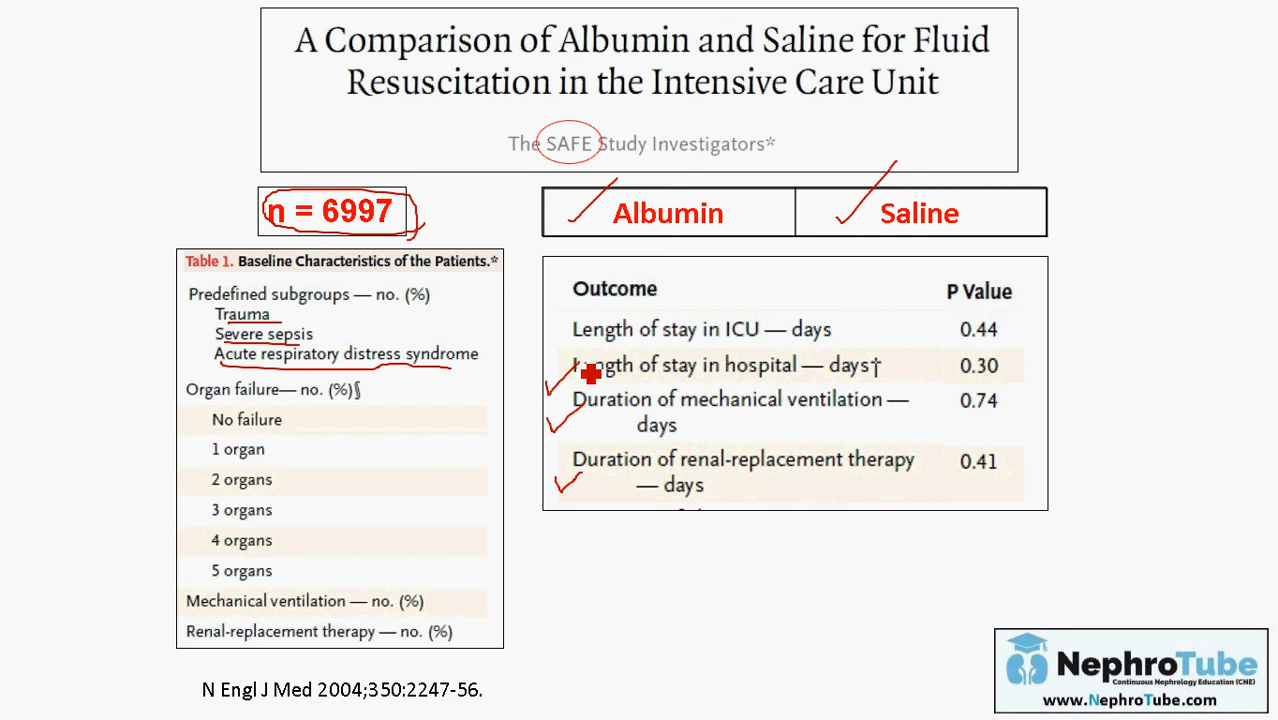 A Comparison of Albumin and Saline for Fluid
Resuscitation in the Intensive Care Unit
The SAFE Study Investigators*
n = 6997
Albumin
Saline
Table 1. Baseline Characteristics of the Patients.*
Predefined subgroups — no. (%)
Trauma
Severe sepsis
Acute respiratory distress syndrome
Organ failure— no. (%)§
No failure
1 organ
2 organs
3 organs
4 organs
5 organs
Mechanical ventilation — no. (%)
Renal-replacement therapy — no. (%)
Outcome P Value
Length of stay in ICU — days 0.44
Length of stay in hospital — days† 0.30
Duration of mechanical ventilation — 0.74
days
Duration of renal-replacement therapy 0.41
— days
N Engl J Med 2004;350:2247-56.
NephroTube
Continuous Nephrology Education (CNE)
www.NephroTube.com